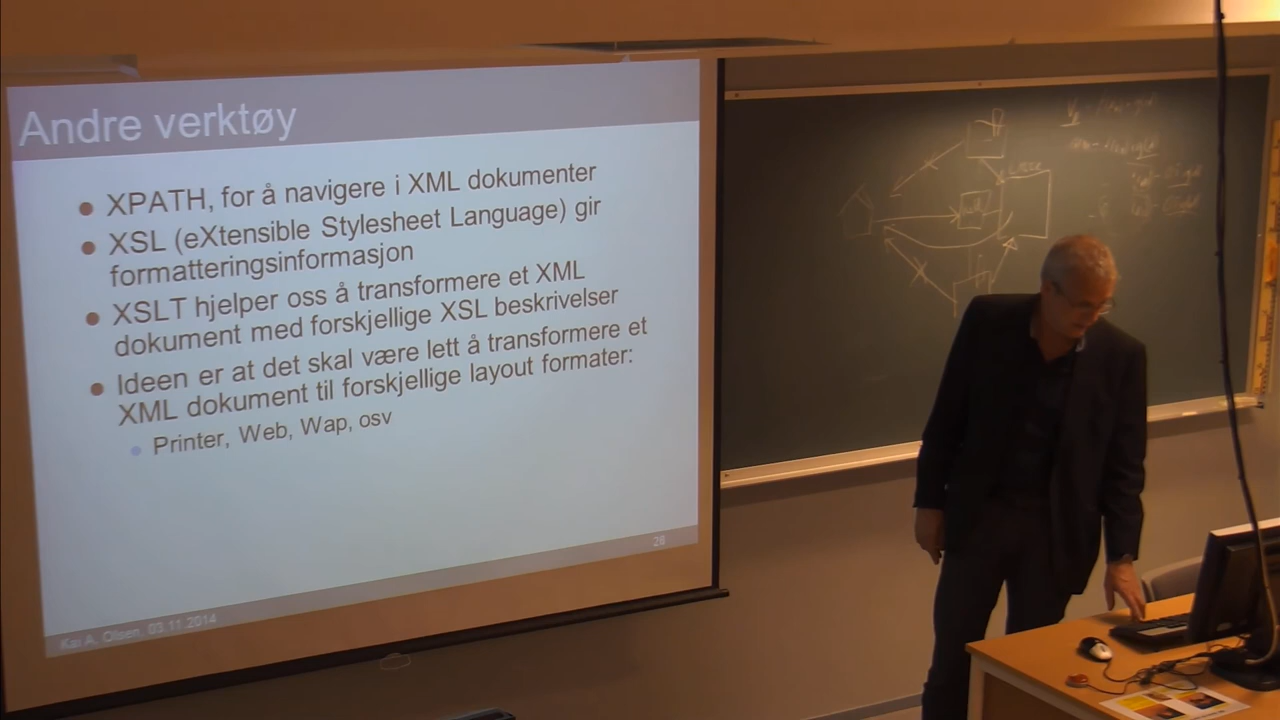 Andre verktøy
XPATH, for å navigere i XML dokumenter
XSL (eXtensible Stylesheet Language) gir
formatteringsinformasjon
XSLT hjelper oss å transformere et XML
dokument med forskjellige XSL beskrivelser
Ideen er at det skal være lett å transformere et
XML dokument til forskjellige layout formater:
Printer, Web, Wap, osv
26
Kai A. Olsen, 03.11.2014